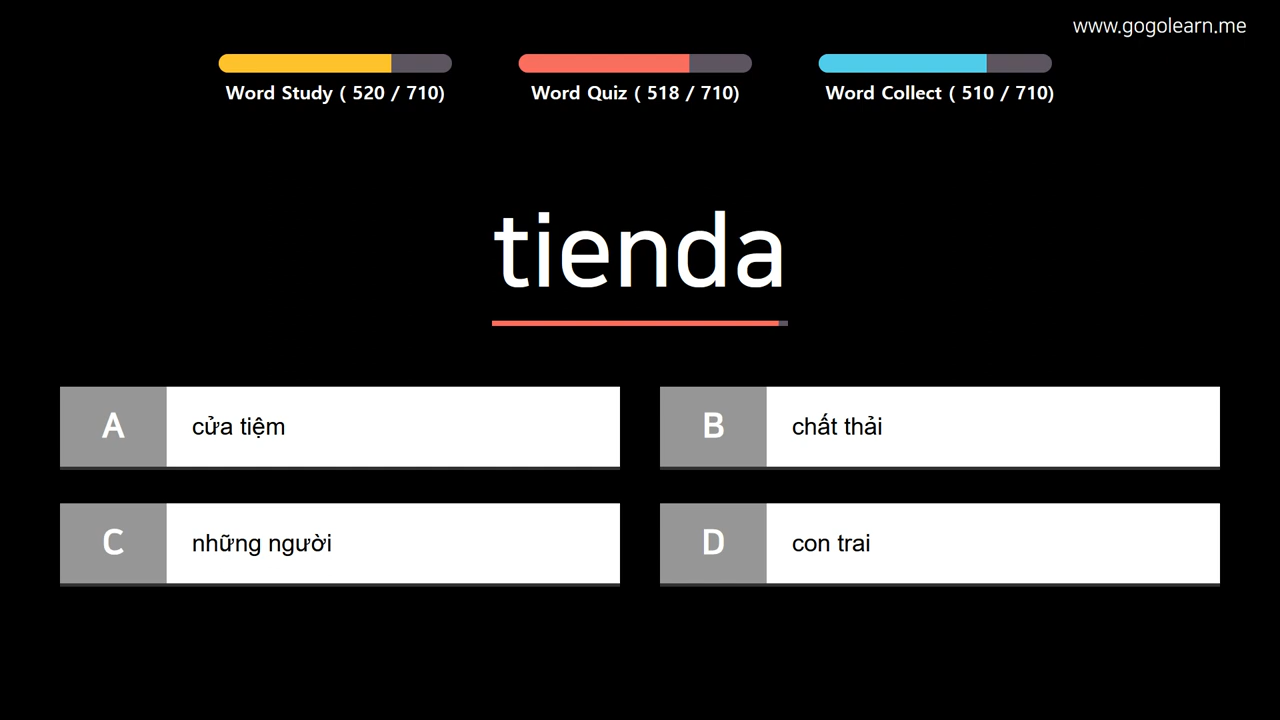 www.gogolearn.me
Word Study ( 520 / 710)
Word Quiz ( 518 / 710)
Word Collect ( 510 / 710)
tienda
A cửa tiệm
B chất thải
C những người
D con trai